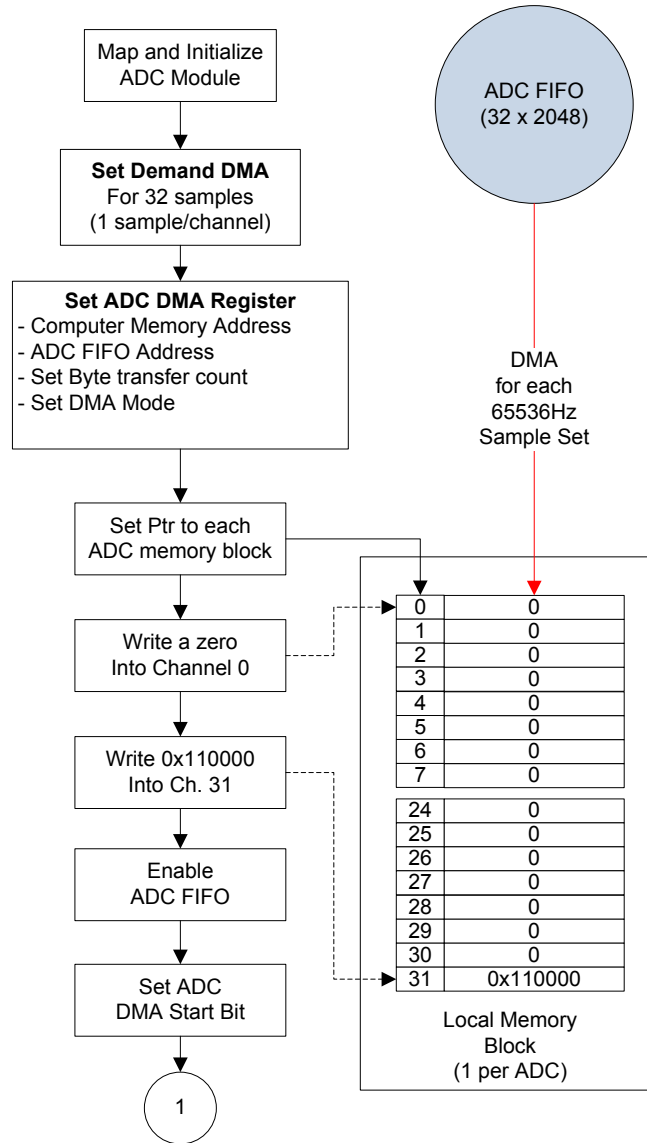 Map and Initialize
ADC Module
Set Demand DMA
For 32 samples
(1 sample/channel)
Set ADC DMA Register
- Computer Memory Address
- ADC FIFO Address
- Set Byte transfer count
- Set DMA Mode
Set Ptr to each
ADC memory block
Write a zero
Into Channel 0
Write 0x110000
Into Ch. 31
Enable
ADC FIFO
Set ADC
DMA Start Bit
1
ADC FIFO
(32 x 2048)
DMA
for each
65536Hz
Sample Set
0 0
1 0
2 0
3 0
4 0
5 0
6 0
7 0
24 0
25 0
26 0
27 0
28 0
29 0
30 0
31 0x110000
Local Memory
Block
(1 per ADC)